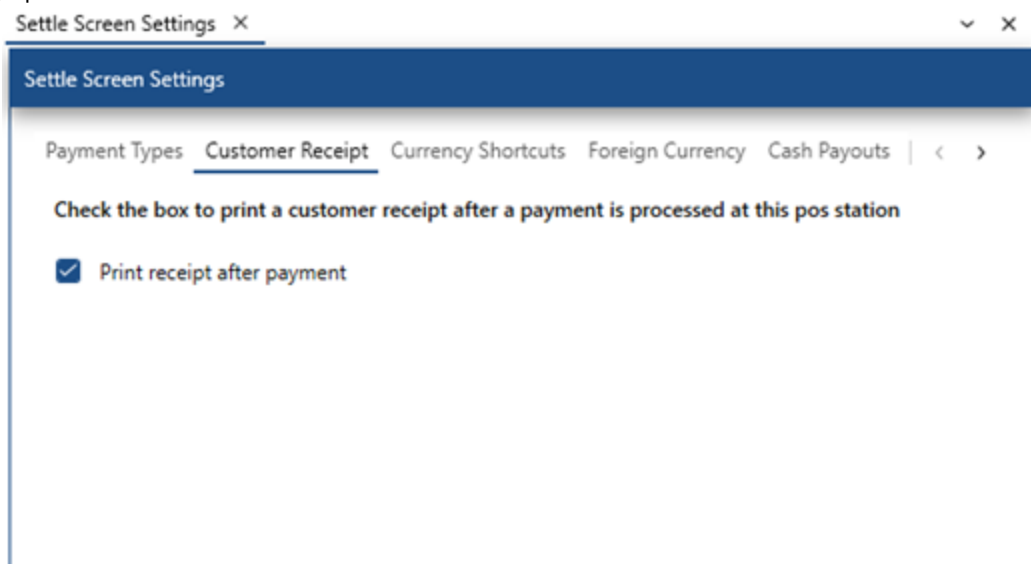 Settle Screen Settings
Settle Screen Settings
Payment Types Customer Receipt Currency Shortcuts Foreign Currency Cash Payouts
Check the box to print a customer receipt after a payment is processed at this pos station
Print receipt after payment